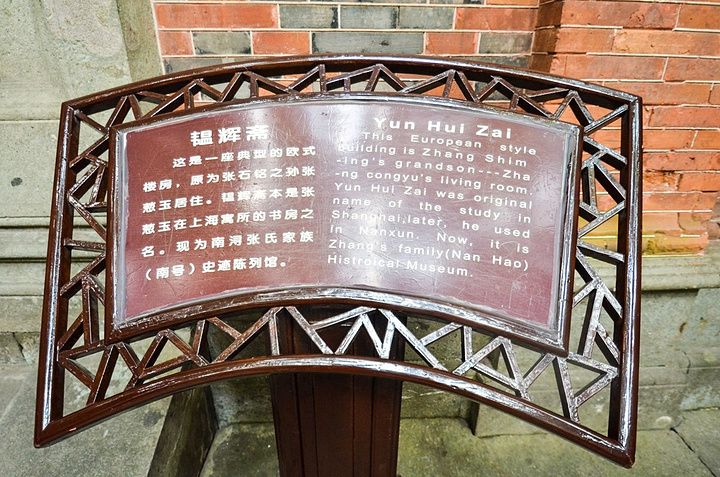 韫辉斋
这是一座典型的欧式
楼房，原为张石铭之孙张
葱玉居住。韫辉斋本是张
葱玉在上海寓所的书房之
名。现为南浔张氏家族
（南号）史迹陈列馆。
Yun Hui Zai
This European style
building is Zhang Shim
-ing's grandson---Zha
-ng congyu's living room.
Yun Hui Zai was original
name of the study in
Shanghai,later, he used
in Nanxun. Now, it is
Zhang's family(Nan Hao)
Histroical Museum.